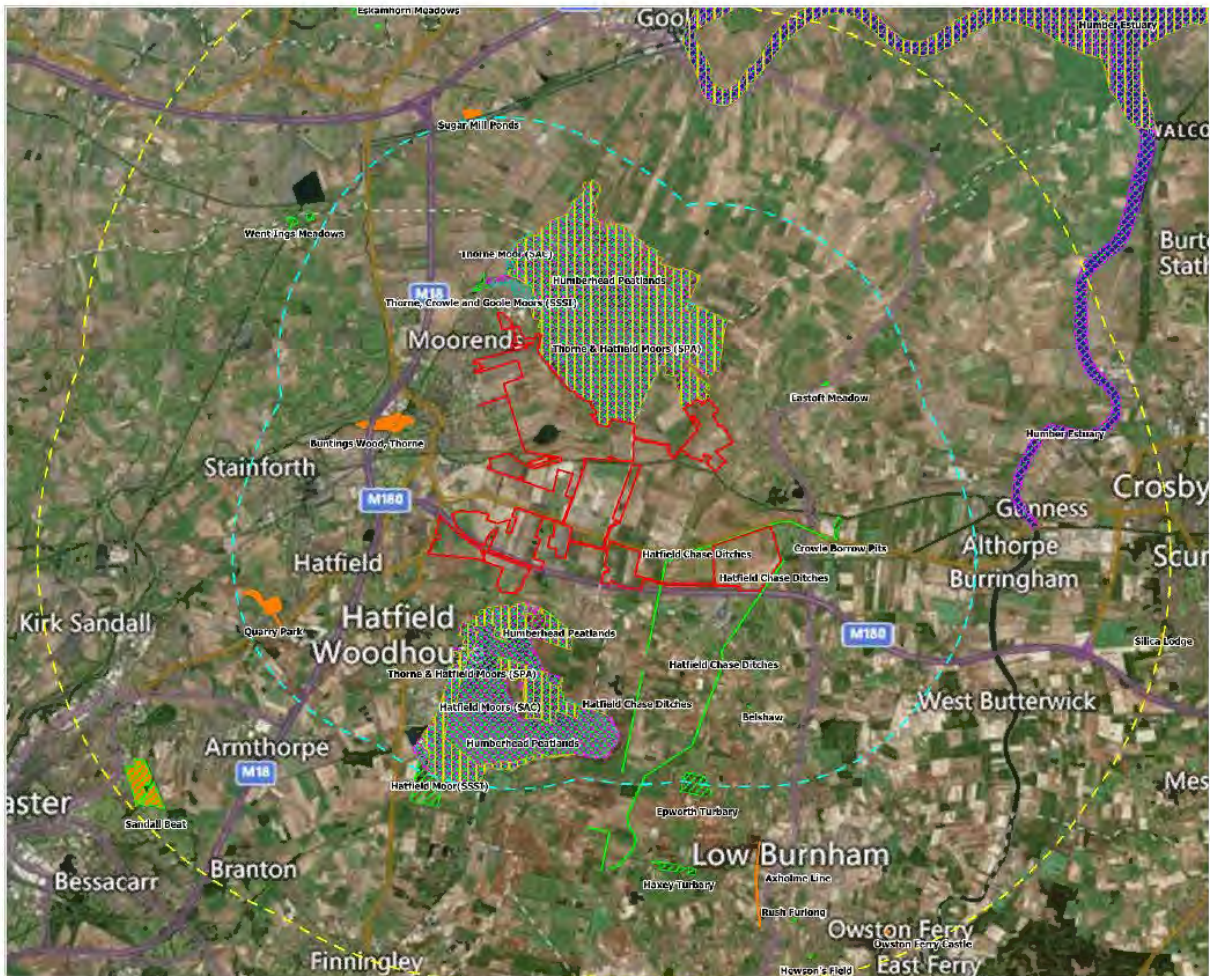 Eskamhorn Meadows
Gool
Humber Estuary
Sugar Mill Ponds
WALCO
Went Ings Meadows
Burt
Stath
Thorne Moor (SAC)
Humberhead Peatlands
M18
Thorne, Crowle and Goole Moors (SSSI)
Moorends
Thorne & Hatfield Moors (SPA)
Eastoft Meadow
Buntings Wood, Thorne
Humber Estuary
Stainforth
Crosby
M180
Gunness
Hatfield Chase Ditches
Crowle Borrow Pits
Althorpe
Scun
Hatfield
Hatfield Chase Ditches
Burringham
Quarry Park
Kirk Sandall
Hatfield
Woodhou
Humberhead Peatlands
M180
Silica Lodge
Hatfield Chase Ditches
Thorne & Hatfield Moors (SPA)
Hatfield Moors (SAC)
Hatfield Chase Ditches
West Butterwick
Belshaw
Humberhead Peatlands
Armthorpe
M18
Mes
Hatfield Moor(SSSI)
aster
Epworth Turbary
Sandall Beat
Low Burnham
Branton
Bessacarr
Haxey Turbary
Axholme Line
Rush Furlong
Owston Ferry
Owston Ferry Castle
Finningley
Hewson's Field
East Ferry